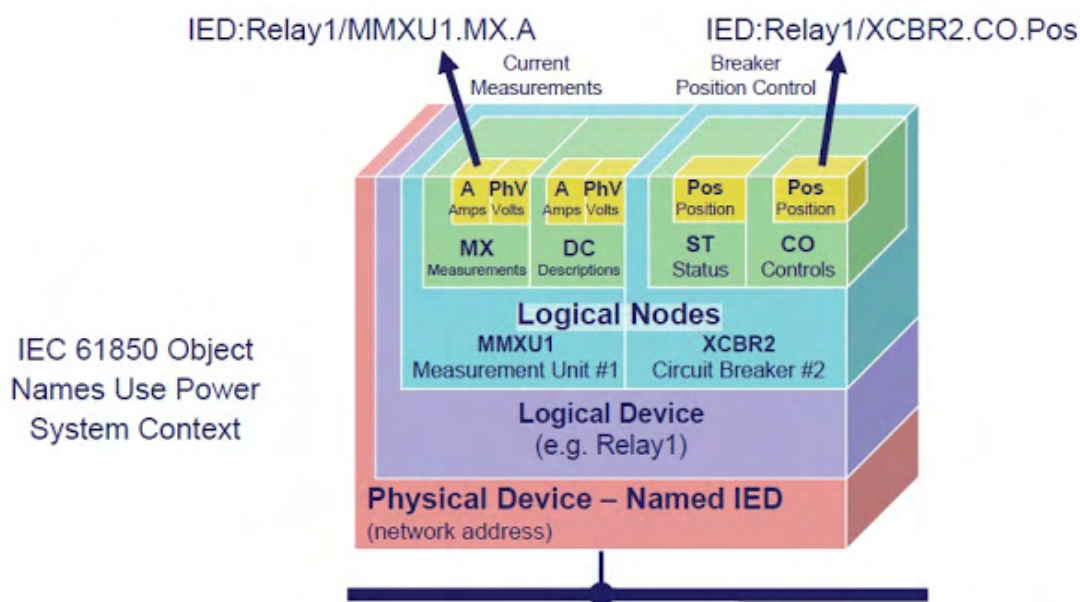 IED:Relay1/MMXU1.MX.A
IED:Relay1/XCBR2.CO.Pos
Current
Measurements
Breaker
Position Control
A PhV
Amps Volts
A PhV
Amps Volts
Pos
Position
Pos
Position
MX
Measurements
DC
Descriptions
ST
Status
CO
Controls
Logical Nodes
MMXU1
Measurement Unit #1
XCBR2
Circuit Breaker #2
IEC 61850 Object
Names Use Power
System Context
Logical Device
(e.g. Relay1)
Physical Device – Named IED
(network address)